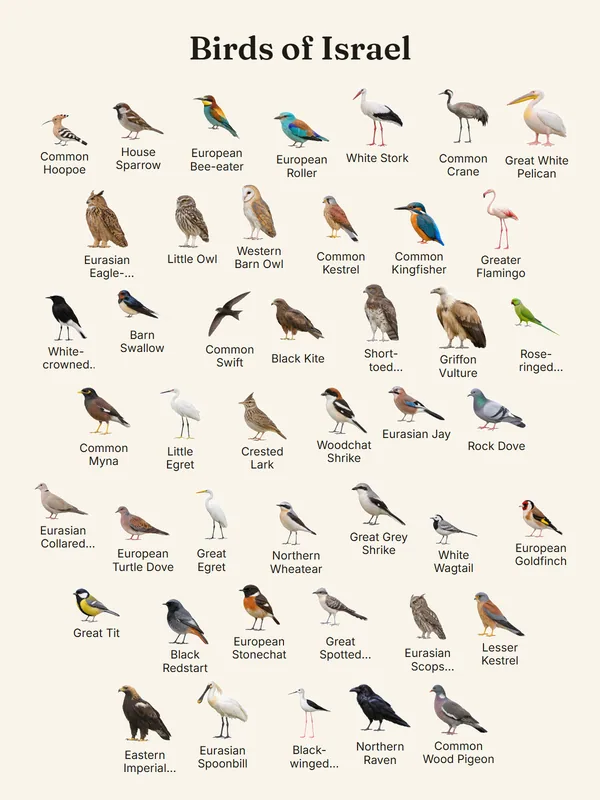 Birds of Israel
Common
Hoopoe
House
Sparrow
European
Bee-eater
European
Roller
White Stork
Common
Crane
Great White
Pelican
Eurasian
Eagle-...
Little Owl
Western
Barn Owl
Common
Kestrel
Common
Kingfisher
Greater
Flamingo
White-
crowned..
Barn
Swallow
Common
Swift
Black Kite
Short-
toed...
Griffon
Vulture
Rose-
ringed...
Common
Myna
Little
Egret
Crested
Lark
Woodchat
Shrike
Eurasian Jay
Rock Dove
Eurasian
Collared...
European
Turtle Dove
Great
Egret
Northern
Wheatear
Great Grey
Shrike
White
Wagtail
European
Goldfinch
Great Tit
Black
Redstart
European
Stonechat
Great
Spotted...
Eurasian
Scops...
Lesser
Kestrel
Eastern
Imperial...
Eurasian
Spoonbill
Black-
winged...
Northern
Raven
Common
Wood Pigeon